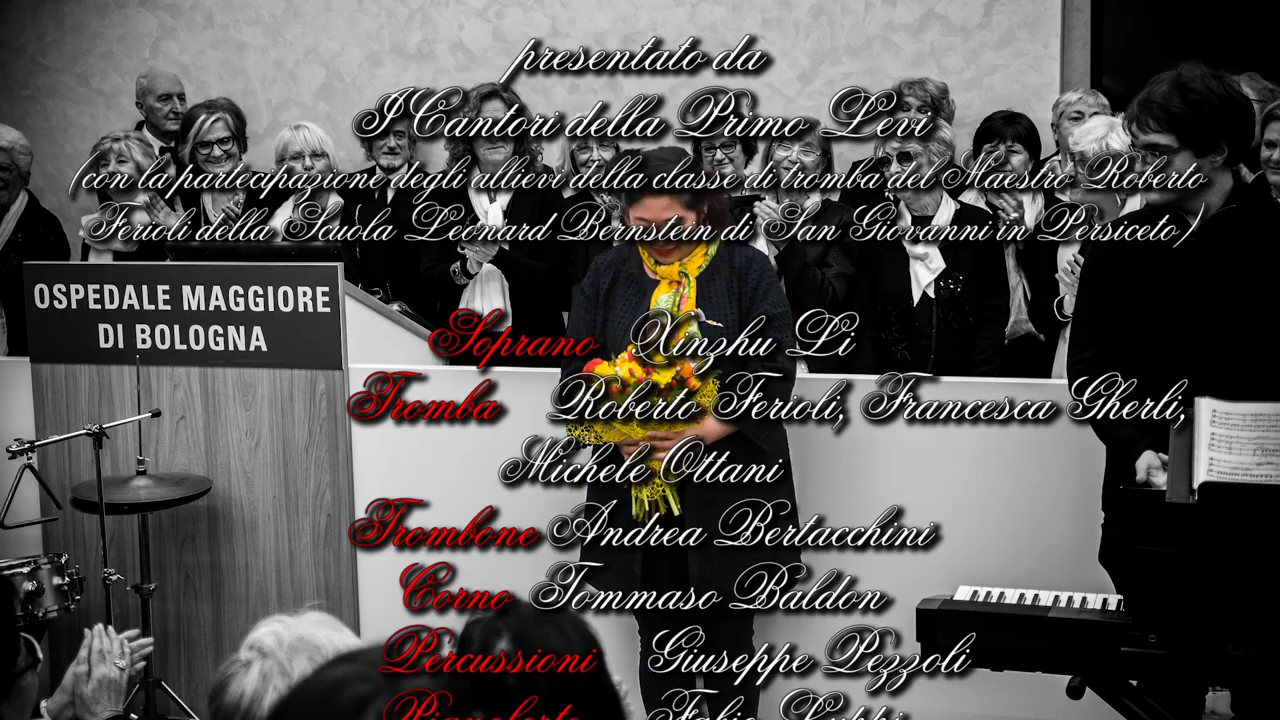 presentato da
I Cantori della Primo Levi
(con la partecipazione degli allievi della classe di tromba del Maestro Roberto
Ferioli della Scuola Leonard Bernstein di San Giovanni in Persiceto)
OSPEDALE MAGGIORE
DI BOLOGNA
Soprano Xinzhu Li
Tromba Roberto Ferioli, Francesca Gherli,
Michele Ottani
Trombone Andrea Bertacchini
Corno Tommaso Baldon
Percussioni Giuseppe Pezzoli
Pianoforte Fabio